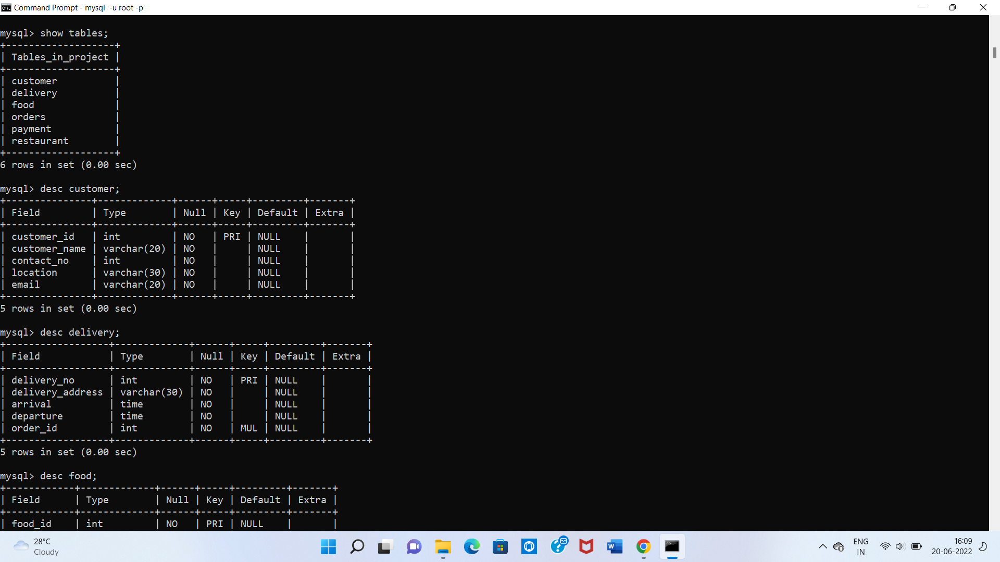 Command Prompt - mysql  -u root -p
mysql> show tables;
+-------------------+
| Tables_in_project |
+-------------------+
| customer          |
| delivery          |
| food              |
| orders            |
| payment           |
| restaurant        |
+-------------------+
6 rows in set (0.00 sec)
mysql> desc customer;
+---------------+-------------+------+-----+---------+-------+
| Field         | Type        | Null | Key | Default | Extra |
+---------------+-------------+------+-----+---------+-------+
| customer_id   | int         | NO   | PRI | NULL    |       |
| customer_name | varchar(20) | NO   |     | NULL    |       |
| contact_no    | int         | NO   |     | NULL    |       |
| location      | varchar(30) | NO   |     | NULL    |       |
| email         | varchar(20) | NO   |     | NULL    |       |
+---------------+-------------+------+-----+---------+-------+
5 rows in set (0.00 sec)
mysql> desc delivery;
+------------------+-------------+------+-----+---------+-------+
| Field            | Type        | Null | Key | Default | Extra |
+------------------+-------------+------+-----+---------+-------+
| delivery_no      | int         | NO   | PRI | NULL    |       |
| delivery_address | varchar(30) | NO   |     | NULL    |       |
| arrival          | time        | NO   |     | NULL    |       |
| departure        | time        | NO   |     | NULL    |       |
| order_id         | int         | NO   | MUL | NULL    |       |
+------------------+-------------+------+-----+---------+-------+
5 rows in set (0.00 sec)
mysql> desc food;
+------------+-------------+------+-----+---------+-------+
| Field      | Type        | Null | Key | Default | Extra |
+------------+-------------+------+-----+---------+-------+
| food_id    | int         | NO   | PRI | NULL    |       |
28°C
Cloudy
ENG
IN
16:09
20-06-2022